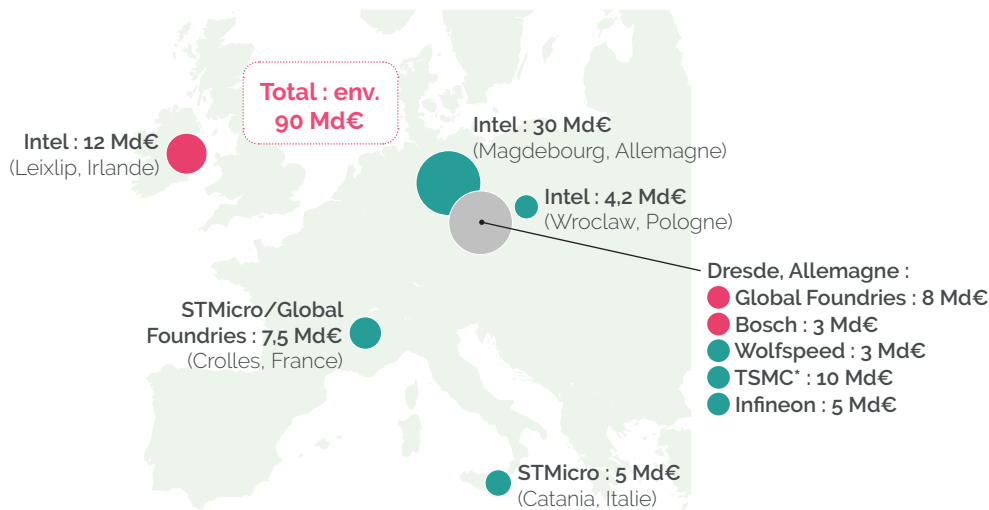 Total : env.
90 Md€
Intel : 12 Md€
(Leixlip, Irlande)
Intel : 30 Md€
(Magdebourg, Allemagne)
Intel : 4,2 Md€
(Wroclaw, Pologne)
Dresde, Allemagne :
Global Foundries : 8 Md€
Bosch : 3 Md€
Wolfspeed : 3 Md€
TSMC* : 10 Md€
Infineon : 5 Md€
STMicro/Global
Foundries : 7,5 Md€
(Crolles, France)
STMicro : 5 Md€
(Catania, Italie)